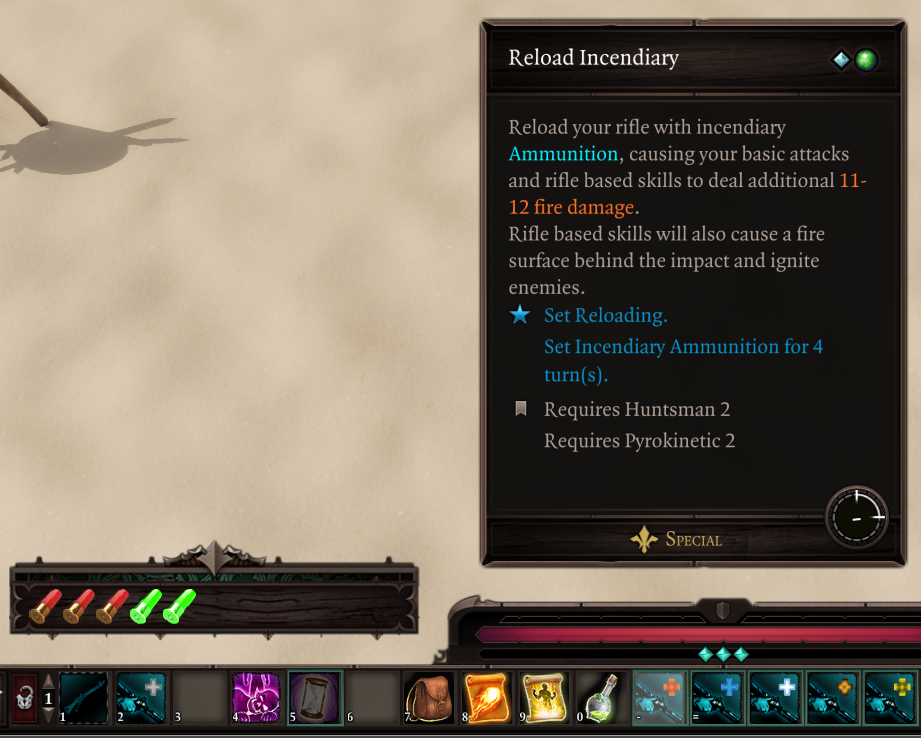 Reload Incendiary
Reload your rifle with incendiary
Ammunition, causing your basic attacks
and rifle based skills to deal additional 11-
12 fire damage.
Rifle based skills will also cause a fire
surface behind the impact and ignite
enemies.
Set Reloading.
Set Incendiary Ammunition for 4
turn(s).
Requires Huntsman 2
Requires Pyrokinetic 2
Special
1
1 2 3 4 5 6 7 8 9 0 - =